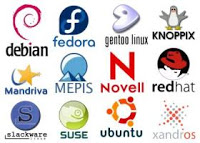 debian
fedora
gentoo linux
KNOPPIX
Mandriva
MEPIS
N
Novell
redhat
S
slackware
SUSE
ubuntu
xandros